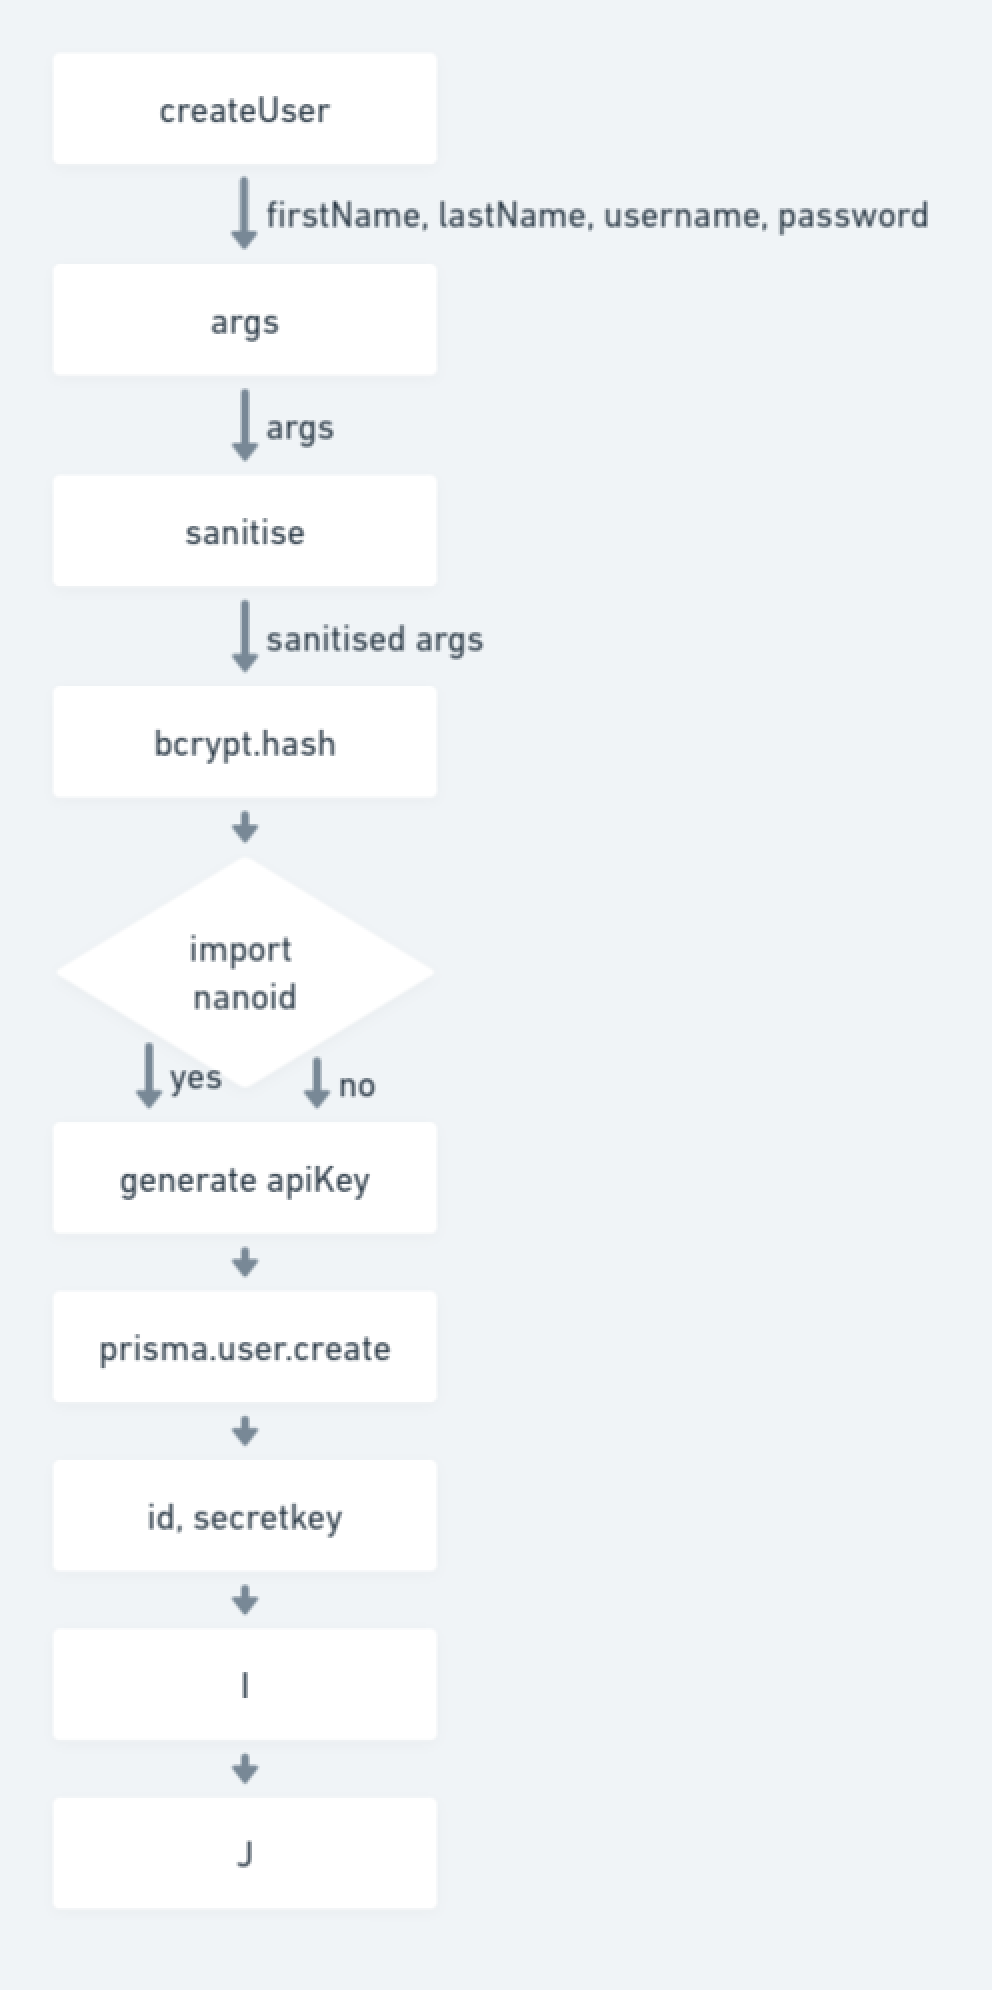 createUser
firstName, lastName, username, password
args
args
sanitise
sanitised args
bcrypt.hash
import
nanoid
yes
no
generate apiKey
prisma.user.create
id, secretkey
I
J